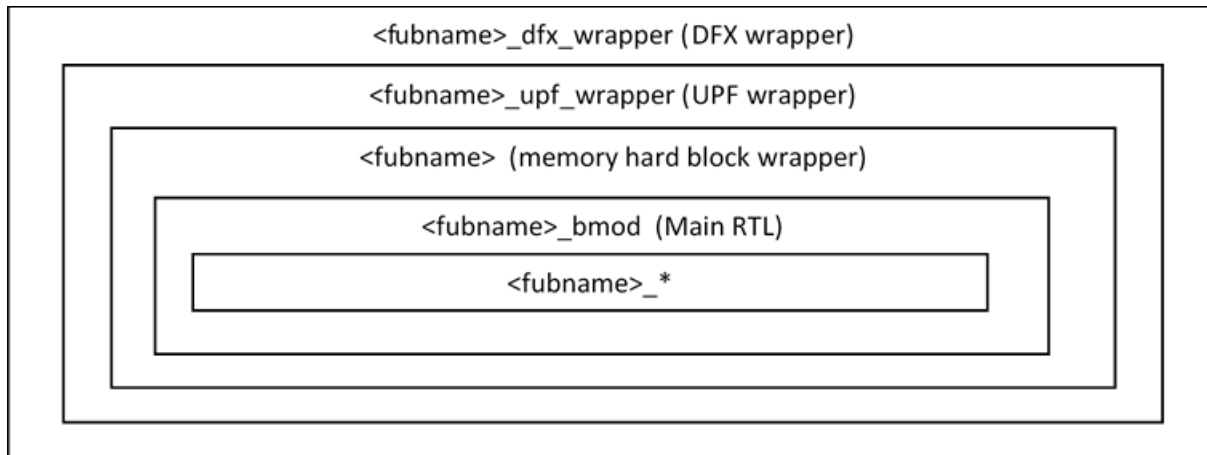 <fubname>_dfx_wrapper (DFX wrapper)
<fubname>_upf_wrapper (UPF wrapper)
<fubname> (memory hard block wrapper)
<fubname>_bmod (Main RTL)
<fubname>_*